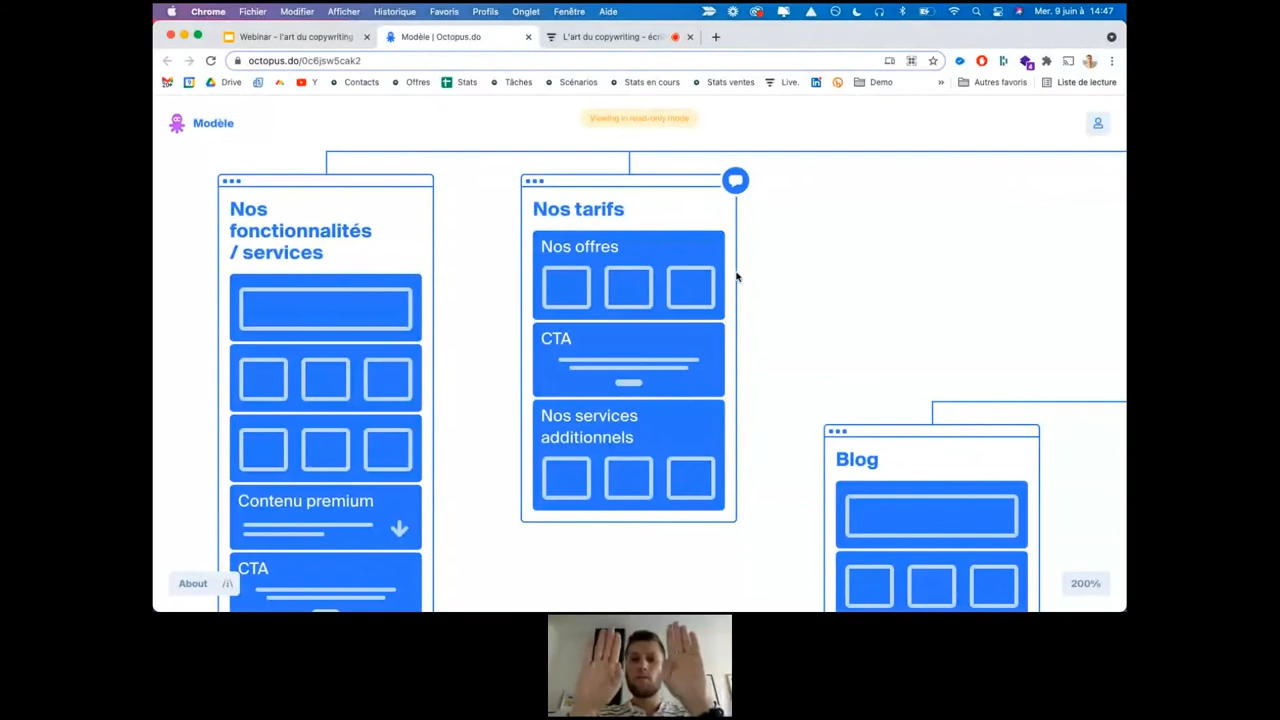 Chrome Fichier Modifier Afficher Historique Favoris Profils Onglet Fenêtre Aide Mer. 9 juin à 14:47
Webinar - l'art du copywriting Modèle | Octopus.do L'art du copywriting - écri
octopus.do/0c6jsw5cak2
Drive Y Contacts Offres Stats Tâches Scénarios Stats en cours Stats ventes Live. Demo » Autres favoris Liste de lecture
Modèle
Viewing in read-only mode
Nos
fonctionnalités
/ services
Contenu premium
CTA
Nos tarifs
Nos offres
CTA
Nos services
additionnels
Blog
About
200%